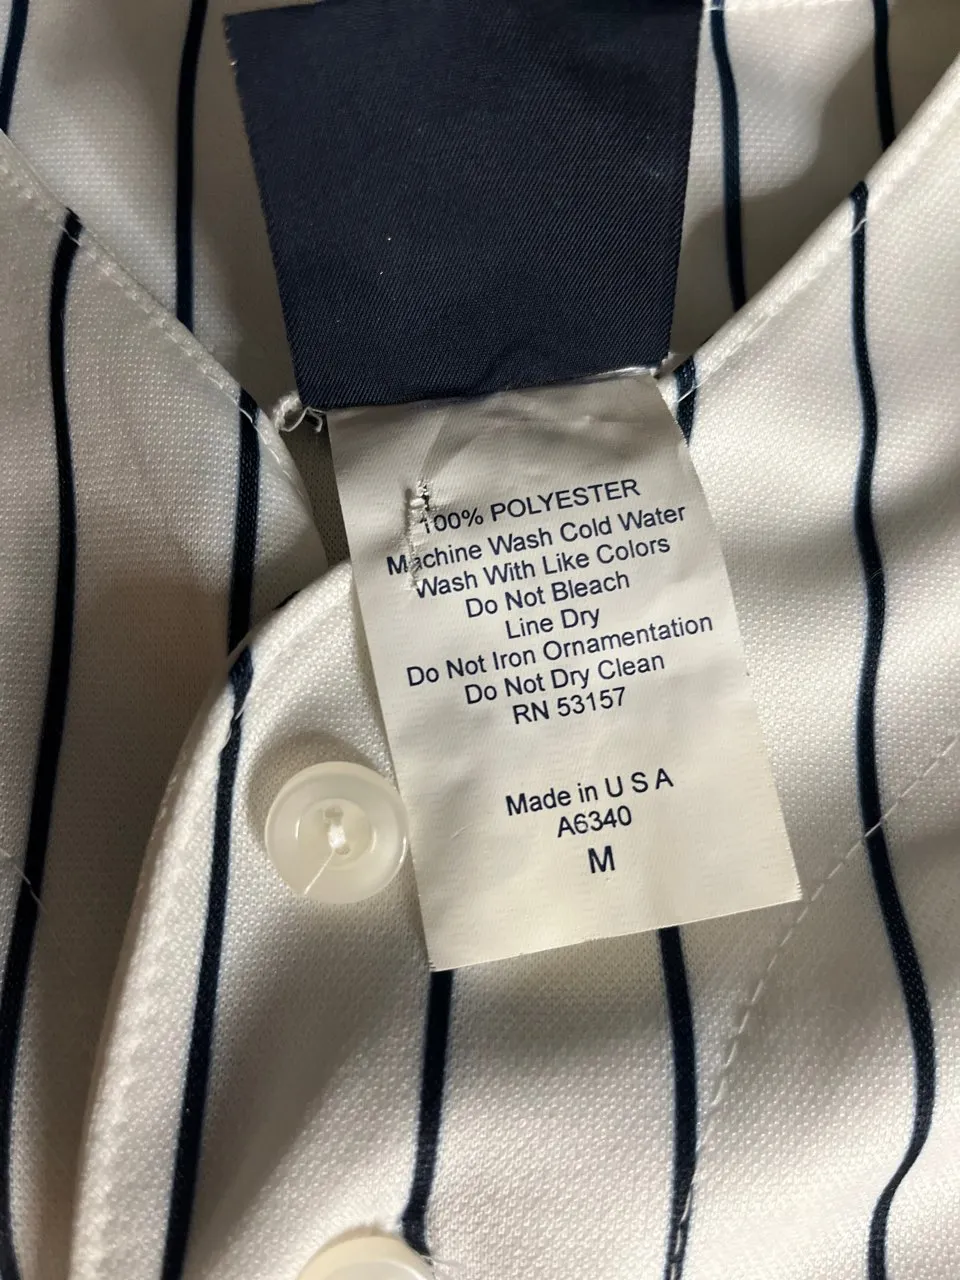 100% POLYESTER
Machine Wash Cold Water
Wash With Like Colors
Do Not Bleach
Line Dry
Do Not Iron Ornamentation
Do Not Dry Clean
RN 53157
Made in U S A
A6340
M